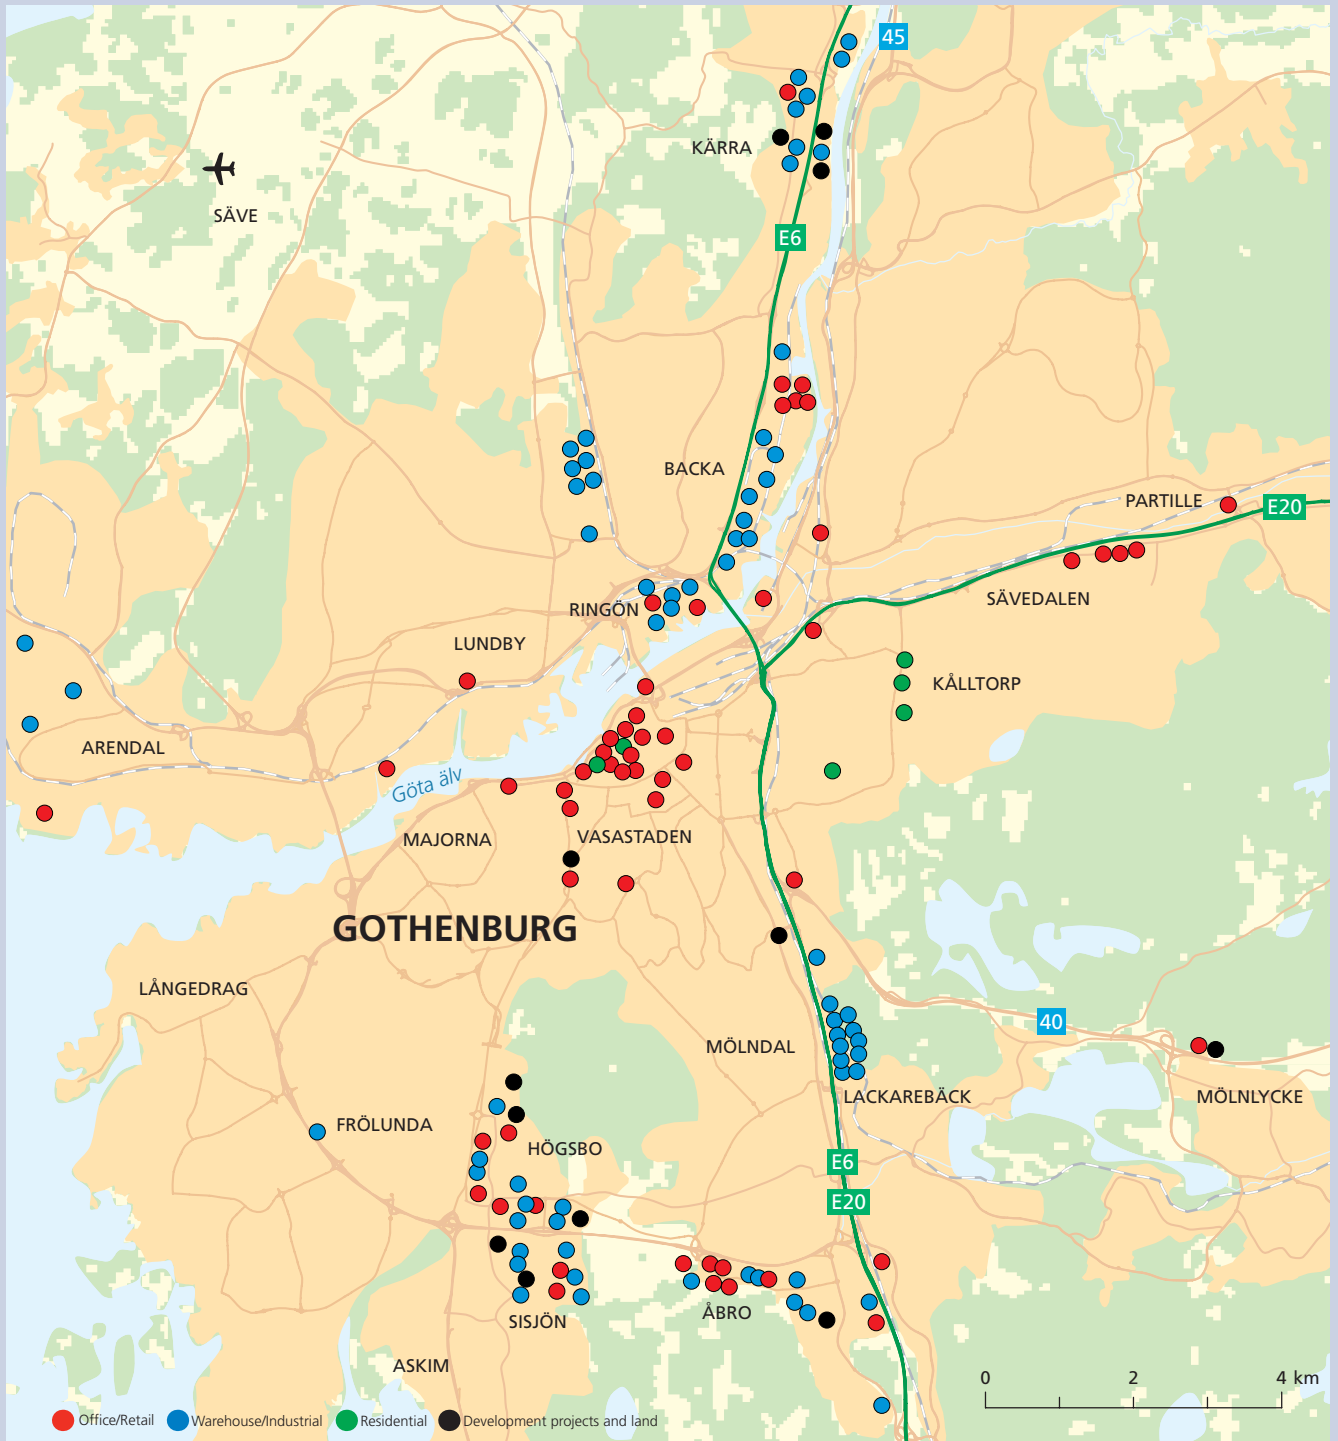 45
KÄRRA
SÄVE
E6
BACKA
PARTILLE
E20
SÄVEDALEN
RINGÖN
LUNDBY
KÅLLTORP
ARENDAL
Göta älv
MAJORNA
VASASTADEN
GOTHENBURG
LÅNGEDRAG
40
MÖLNDAL
LACKAREBÄCK
MÖLNLYCKE
FRÖLUNDA
HÖGSBO
E6
E20
ÅBRO
SISJÖN
ASKIM
0 2 4 km
Office/Retail Warehouse/Industrial Residential Development projects and land